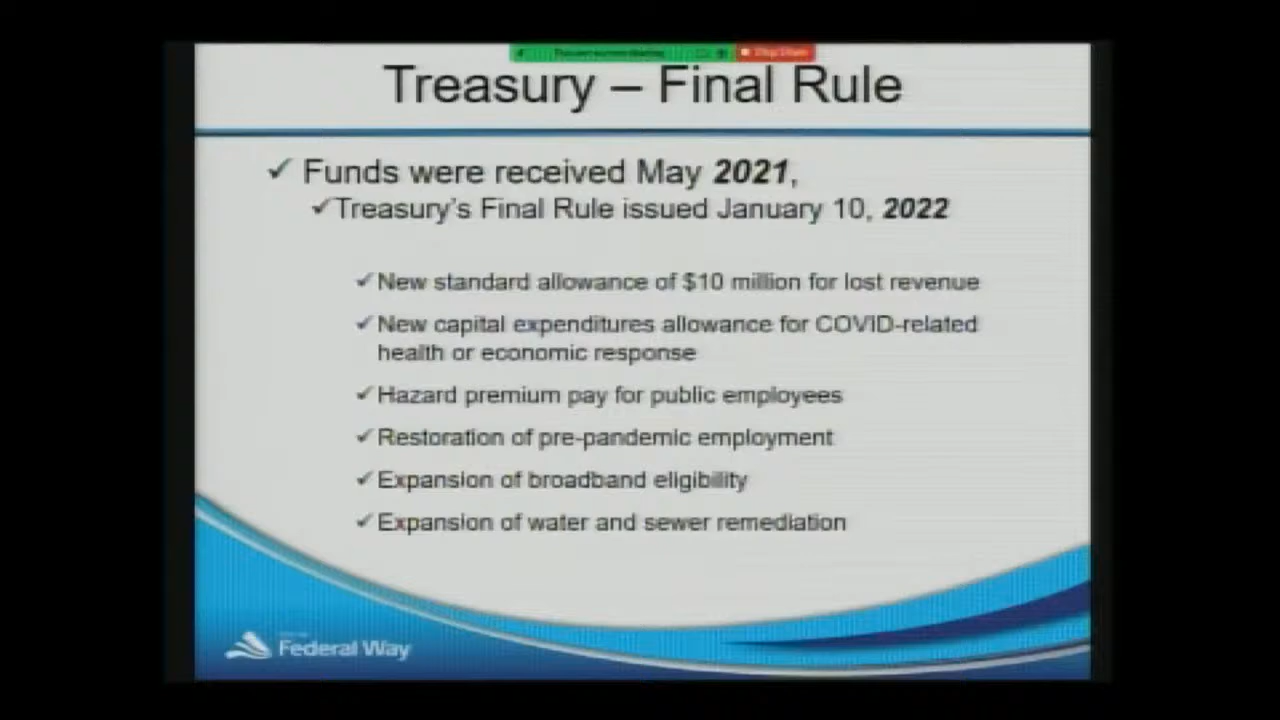 Treasury – Final Rule
✓ Funds were received May 2021,
✓Treasury's Final Rule issued January 10, 2022
✓New standard allowance of $10 million for lost revenue
✓New capital expenditures allowance for COVID-related
health or economic response
✓Hazard premium pay for public employees
✓Restoration of pre-pandemic employment
✓Expansion of broadband eligibility
✓Expansion of water and sewer remediation
Federal Way